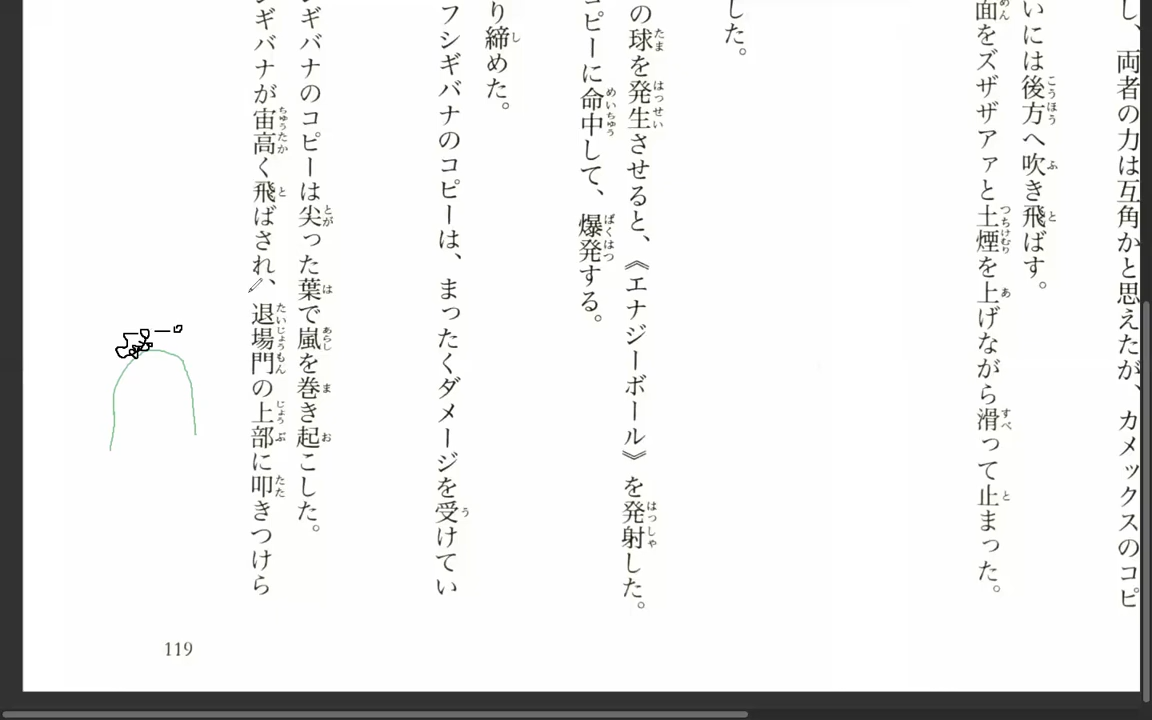 し、両者の力は互角かと思えたが、カメックスのコピ
いには後方へ吹き飛ばす。
面をズザザアァと土煙を上げながら滑って止まった。
した。
の球を発生させると、《エナジーボール》を発射した。
コピーに命中して、爆発する。
り締めた。
フシギバナのコピーは、まったくダメージを受けてい
シギバナのコピーは尖った葉で嵐を巻き起こした。
シギバナが宙高く飛ばされ、退場門の上部に叩きつけら
119